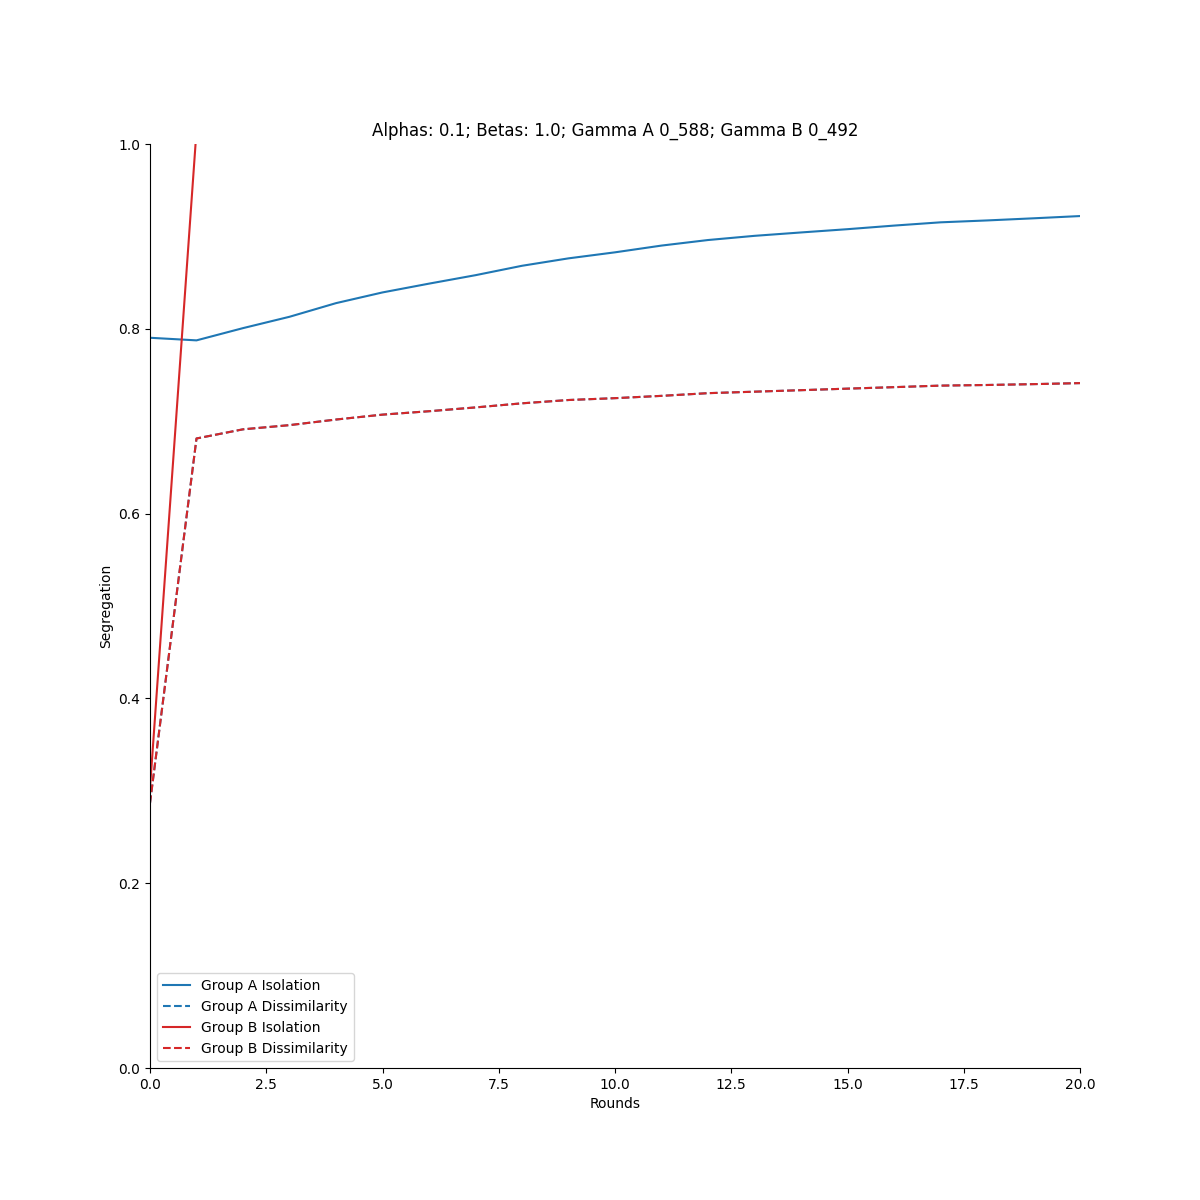 Alphas: 0.1; Betas: 1.0; Gamma A 0_588; Gamma B 0_492
1.0
0.8
0.6
0.4
0.2
0.0
Segregation
Group A Isolation
Group A Dissimilarity
Group B Isolation
Group B Dissimilarity
0.0 2.5 5.0 7.5 10.0 12.5 15.0 17.5 20.0
Rounds